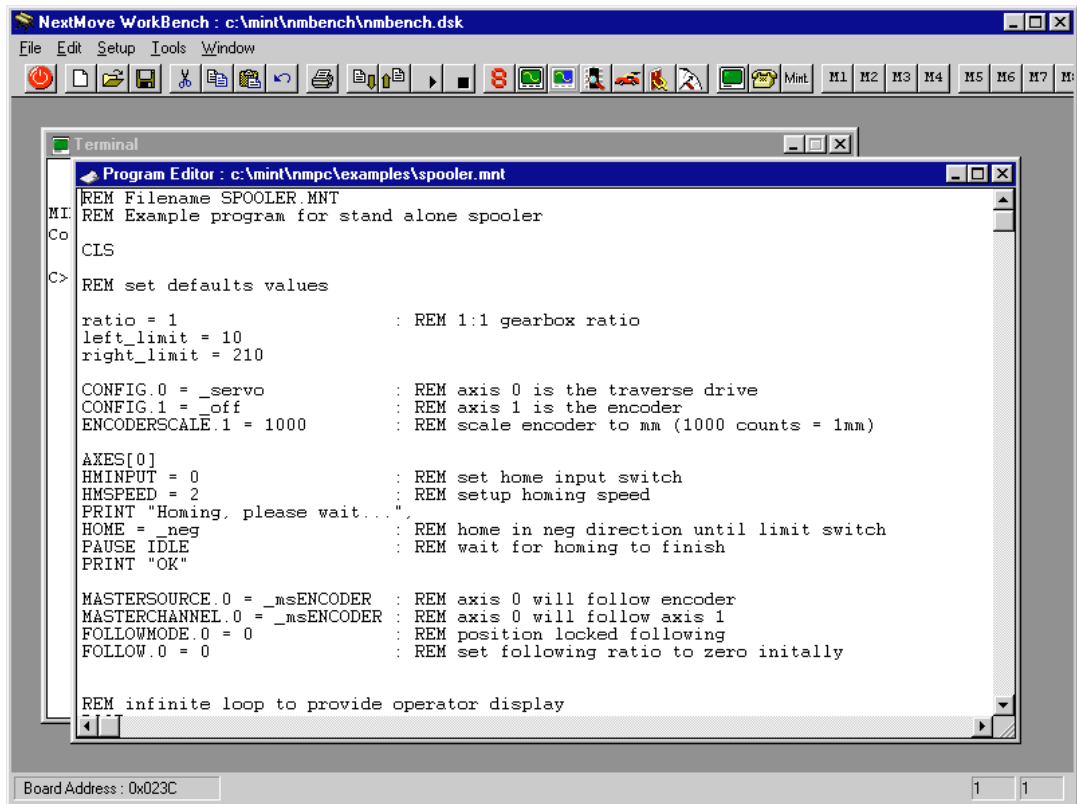 NextMove WorkBench : c:\mint\nmbench\nmbench.dsk
File Edit Setup Tools Window
Mint M1 M2 M3 M4 M5 M6 M7
Terminal
Program Editor : c:\mint\nmpc\examples\spooler.mnt
REM Filename SPOOLER.MNT
REM Example program for stand alone spooler
Co
CLS
C>
REM set defaults values
ratio = 1 : REM 1:1 gearbox ratio
left_limit = 10
right_limit = 210
CONFIG.0 = _servo : REM axis 0 is the traverse drive
CONFIG.1 = _off : REM axis 1 is the encoder
ENCODERSCALE.1 = 1000 : REM scale encoder to mm (1000 counts = 1mm)
AXES[0]
HMINPUT = 0 : REM set home input switch
HMSPEED = 2 : REM setup homing speed
PRINT "Homing, please wait...",
HOME = _neg : REM home in neg direction until limit switch
PAUSE IDLE : REM wait for homing to finish
PRINT "OK"
MASTERSOURCE.0 = _msENCODER : REM axis 0 will follow encoder
MASTERCHANNEL.0 = _msENCODER : REM axis 0 will follow axis 1
FOLLOWMODE.0 = 0 : REM position locked following
FOLLOW.0 = 0 : REM set following ratio to zero initally
REM infinite loop to provide operator display
Board Address : 0x023C
1 1